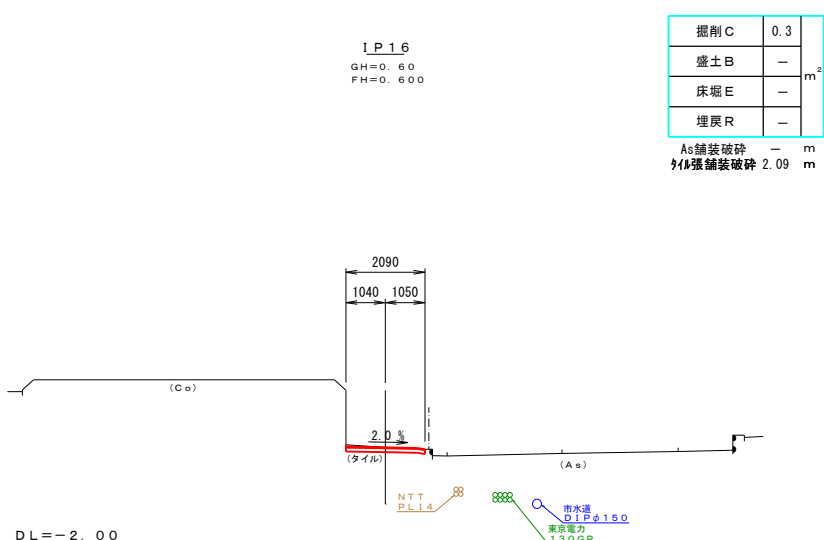 ＩＰ１６
ＧＨ＝０．６０
ＦＨ＝０．６００
掘削Ｃ 0.3
盛土Ｂ －
床堀Ｅ －
埋戻Ｒ －
m²
As舗装破砕 － m
ﾀｲﾙ張舗装破砕 2.09 m
2090
1040 1050
（Ｃｏ）
2.0 %
（タイル）
（Ａｓ）
ＮＴＴ
ＰＬＩ４
市水道
ＤＩＰφ１５０
東京電力
１３０ＧＰ
ＤＬ＝－２．００